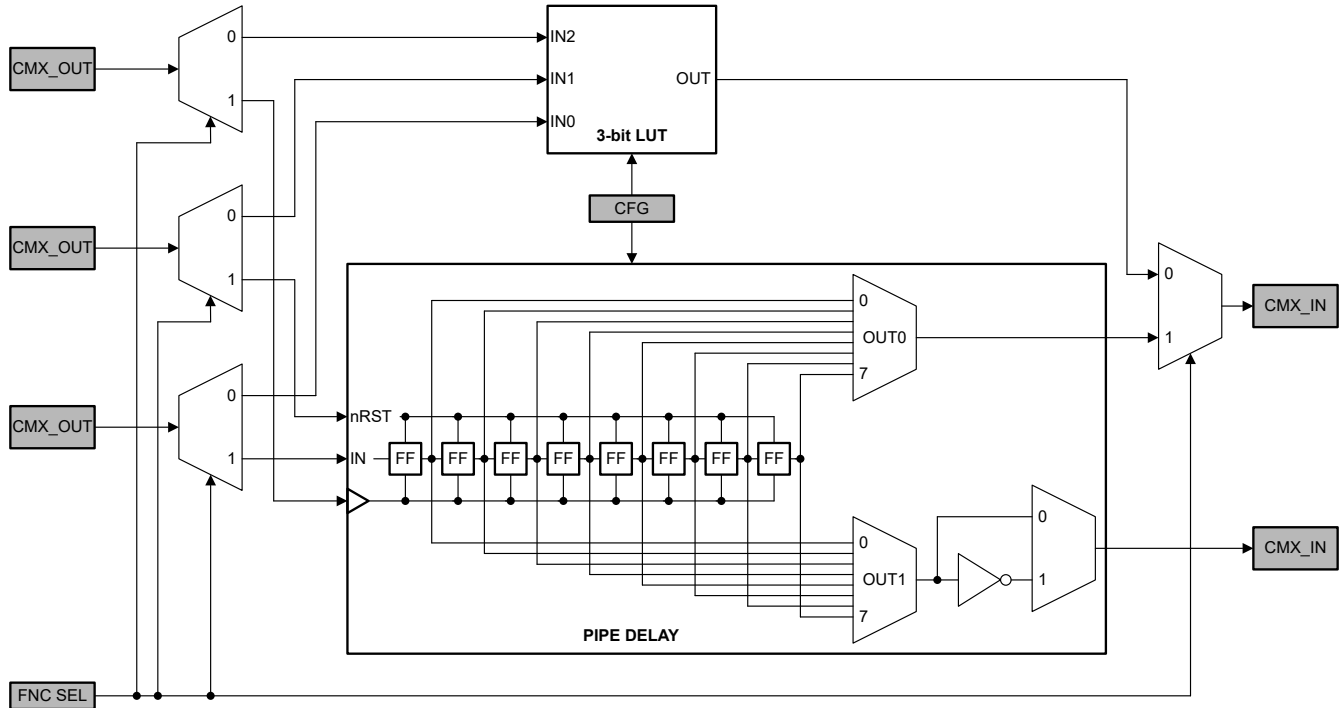 CMX_OUT
0
1
IN2
IN1
IN0
OUT
3-bit LUT
CMX_OUT
0
1
CFG
CMX_OUT
0
1
nRST
IN
FF FF FF FF FF FF FF FF
0
OUT0
7
0
OUT1
7
0
1
PIPE DELAY
0
1
CMX_IN
CMX_IN
FNC SEL